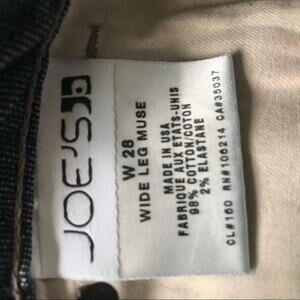 JOE'S
W 28
WIDE LEG MUSE
MADE IN USA
FABRIQUE AUX ETATS-UNIS
98% COTTON/COTON
2% ELASTANE
CL#160 RN#106214 CA#35037